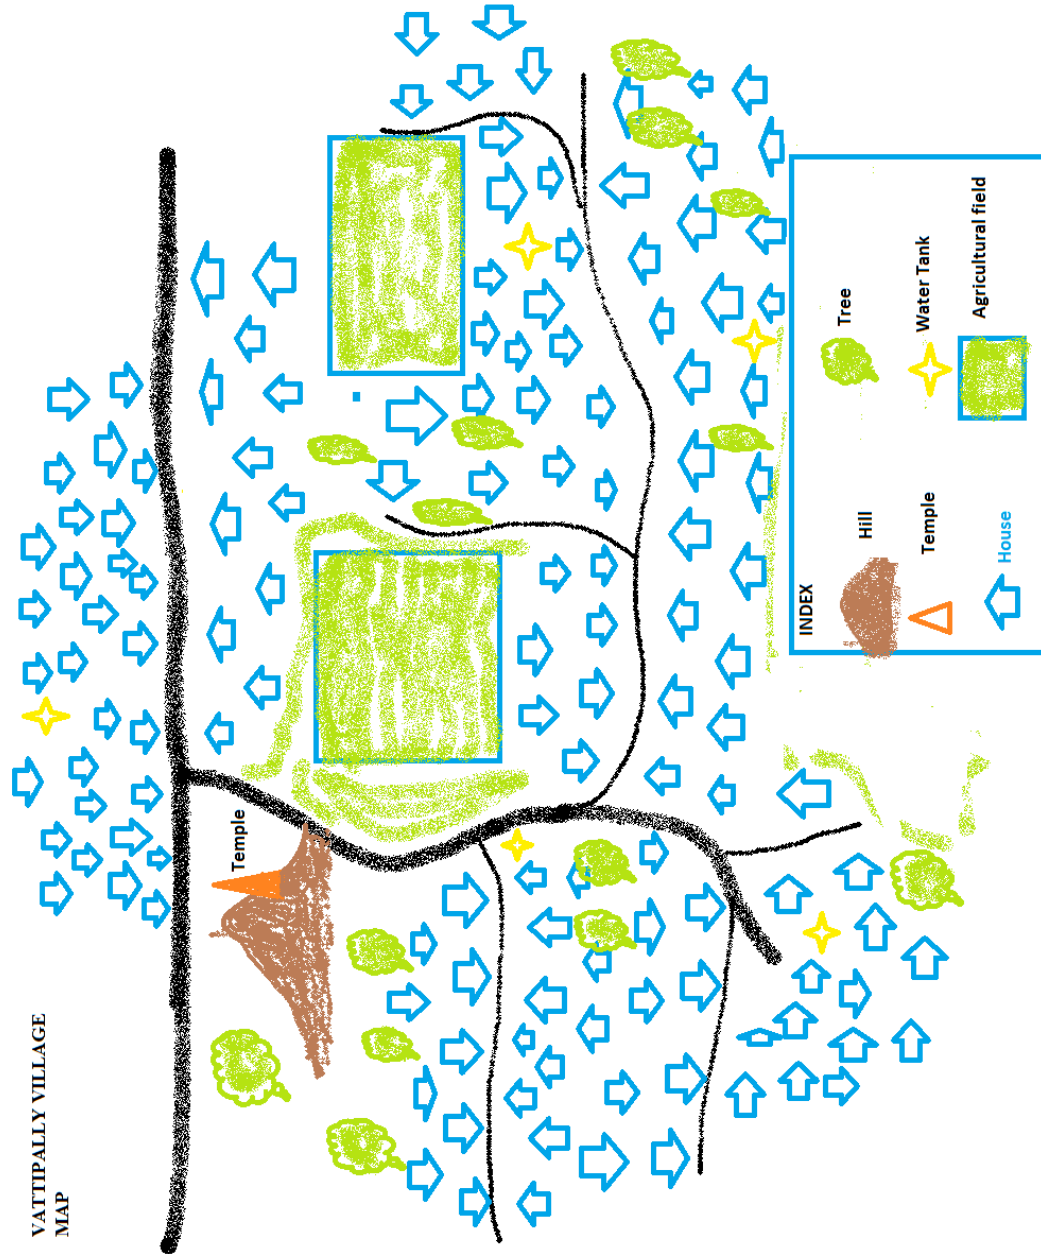 VATTIPALLY VILLAGE
MAP
Temple
INDEX
Hill
Tree
Temple
Water Tank
House
Agricultural field